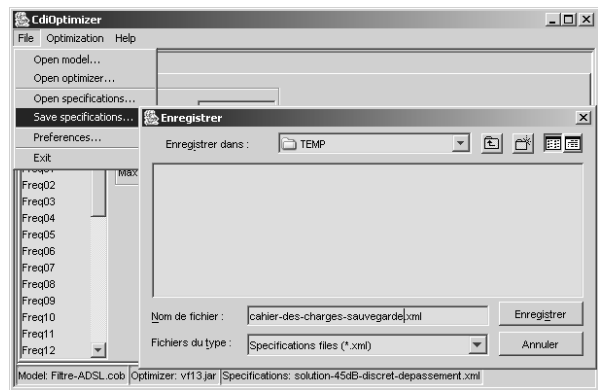 CdiOptimizer
File Optimization Help
Open model...
Open optimizer...
Open specifications...
Save specifications...
Preferences...
Exit
Enregistrer
Enregistrer dans :
TEMP
Max
Freq02
Freq03
Freq04
Freq05
Freq06
Freq07
Freq08
Freq09
Freq10
Freq11
Freq12
Nom de fichier :
cahier-des-charges-sauvegarde.xml
Enregistrer
Fichiers du type :
Specifications files (*.xml)
Annuler
Model: Filtre-ADSL.cob Optimizer: vf13.jar Specifications: solution-45dB-discret-depassement.xml